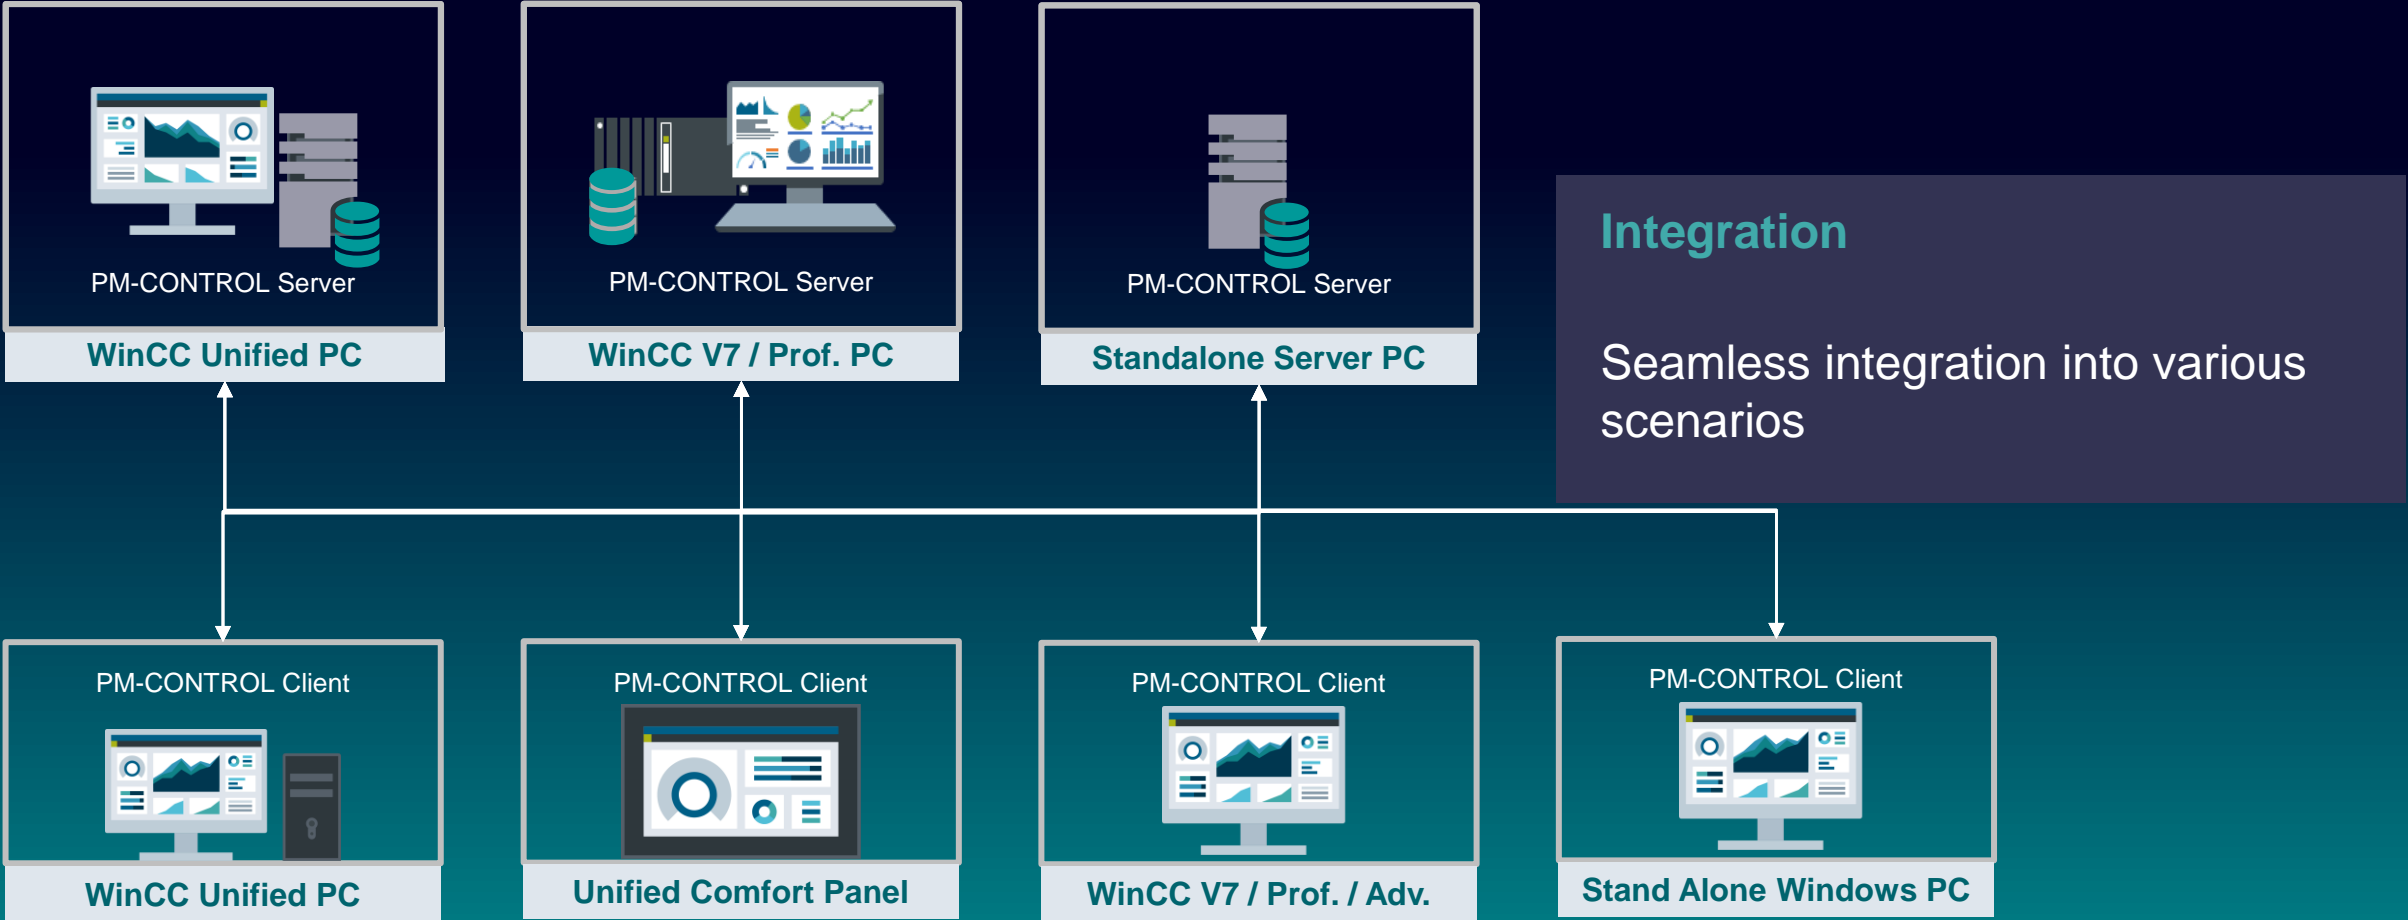 PM-CONTROL Server
WinCC Unified PC
PM-CONTROL Server
WinCC V7 / Prof. PC
PM-CONTROL Server
Standalone Server PC
Integration
Seamless integration into various
scenarios
PM-CONTROL Client
WinCC Unified PC
PM-CONTROL Client
Unified Comfort Panel
PM-CONTROL Client
WinCC V7 / Prof. / Adv.
PM-CONTROL Client
Stand Alone Windows PC